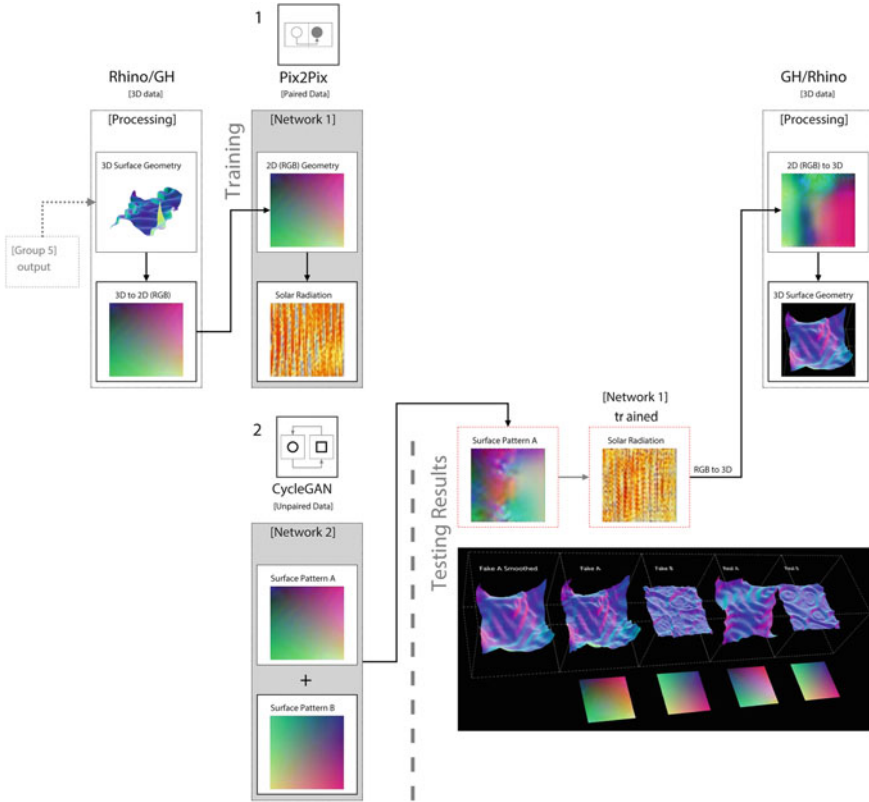 1
Rhino/GH
[3D data]
Pix2Pix
[Paired Data]
GH/Rhino
[3D data]
[Processing]
[Network 1]
[Processing]
Training
3D Surface Geometry
2D (RGB) Geometry
2D (RGB) to 3D
[Group 5]
output
3D to 2D (RGB)
Solar Radiation
3D Surface Geometry
2
CycleGAN
[Unpaired Data]
[Network 2]
Surface Pattern A
+
Surface Pattern B
Testing Results
[Network 1]
tr ained
Surface Pattern A
Solar Radiation
RGB to 3D
Fake A Smoothed
Fake A
Fake B